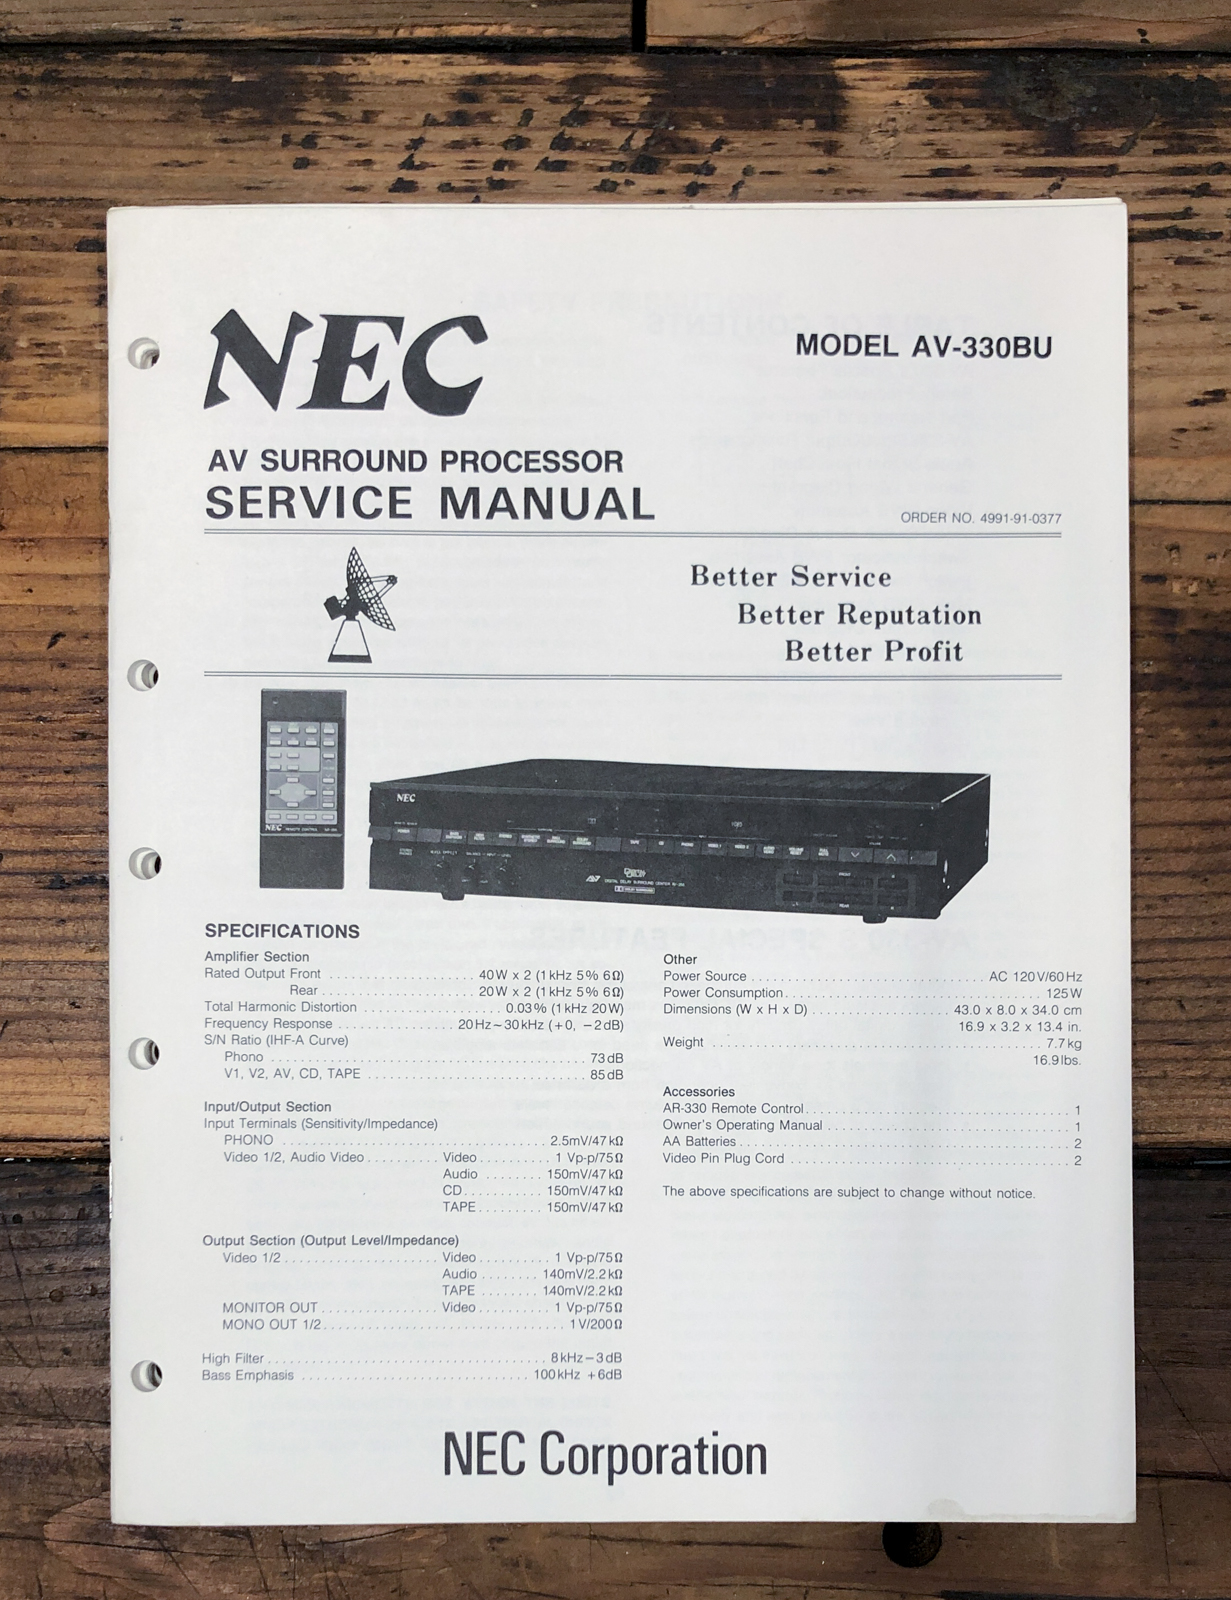 NEC
MODEL AV-330BU
AV SURROUND PROCESSOR
SERVICE MANUAL
ORDER NO. 4991-91-0377
Better Service
Better Reputation
Better Profit
NEC
NEC
SPECIFICATIONS
Amplifier Section
Rated Output Front .................... 40W x 2 (1kHz 5% 6Ω)
Rear .................... 20W x 2 (1kHz 5% 6Ω)
Total Harmonic Distortion .................... 0.03% (1kHz 20W)
Frequency Response .................... 20Hz~30kHz (+0, −2dB)
S/N Ratio (IHF-A Curve)
Phono .................... 73dB
V1, V2, AV, CD, TAPE .................... 85dB
Input/Output Section
Input Terminals (Sensitivity/Impedance)
PHONO .................... 2.5mV/47kΩ
Video 1/2, Audio Video .......... Video .......... 1 Vp-p/75Ω
Audio .......... 150mV/47kΩ
CD .......... 150mV/47kΩ
TAPE .......... 150mV/47kΩ
Output Section (Output Level/Impedance)
Video 1/2 .................... Video .......... 1 Vp-p/75Ω
Audio .......... 140mV/2.2kΩ
TAPE .......... 140mV/2.2kΩ
MONITOR OUT .................... Video .......... 1 Vp-p/75Ω
MONO OUT 1/2 .................... 1V/200Ω
High Filter .................... 8kHz−3dB
Bass Emphasis .................... 100kHz +6dB
Other
Power Source .................... AC 120V/60Hz
Power Consumption .................... 125W
Dimensions (W x H x D) .................... 43.0 x 8.0 x 34.0 cm
16.9 x 3.2 x 13.4 in.
Weight .................... 7.7kg
16.9lbs.
Accessories
AR-330 Remote Control .................... 1
Owner's Operating Manual .................... 1
AA Batteries .................... 2
Video Pin Plug Cord .................... 2
The above specifications are subject to change without notice.
NEC Corporation